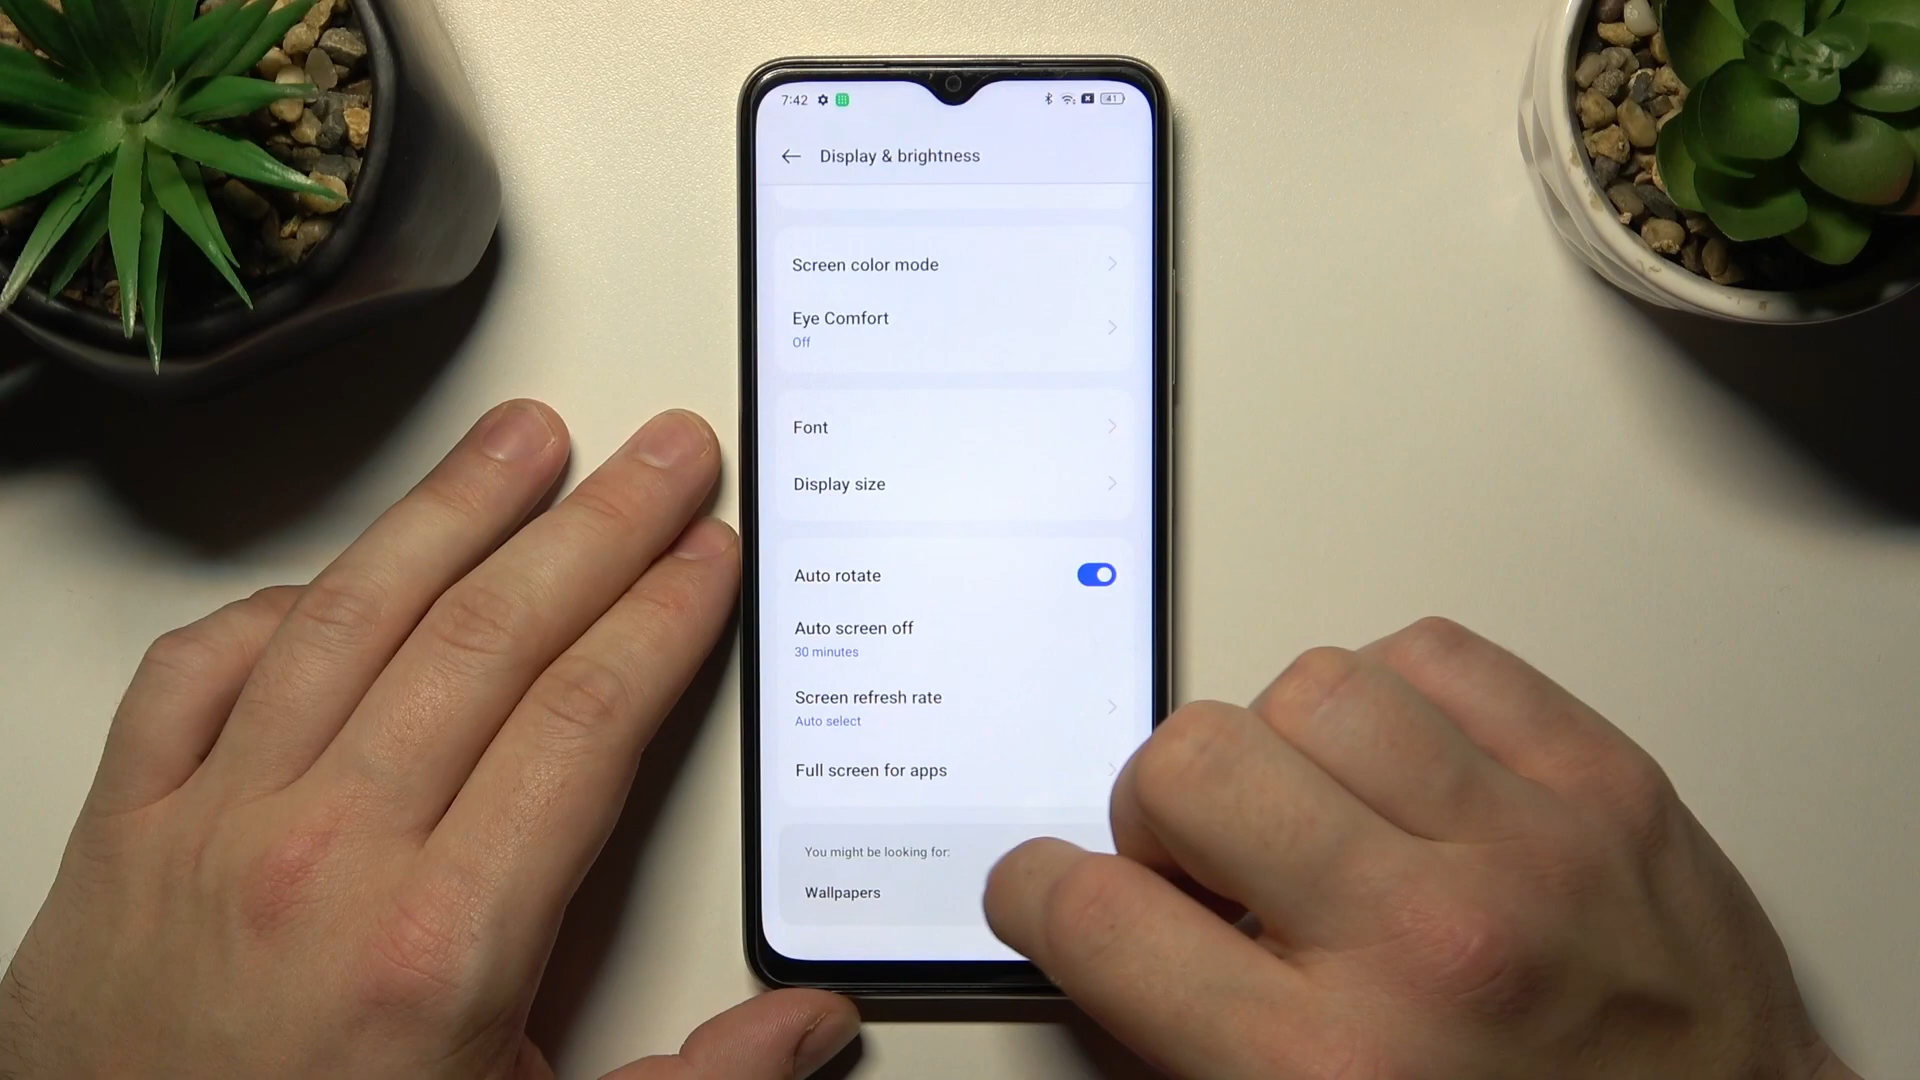 7:42
41
Display & brightness
Screen color mode
Eye Comfort
Off
Font
Display size
Auto rotate
Auto screen off
30 minutes
Screen refresh rate
Auto select
Full screen for apps
You might be looking for:
Wallpapers